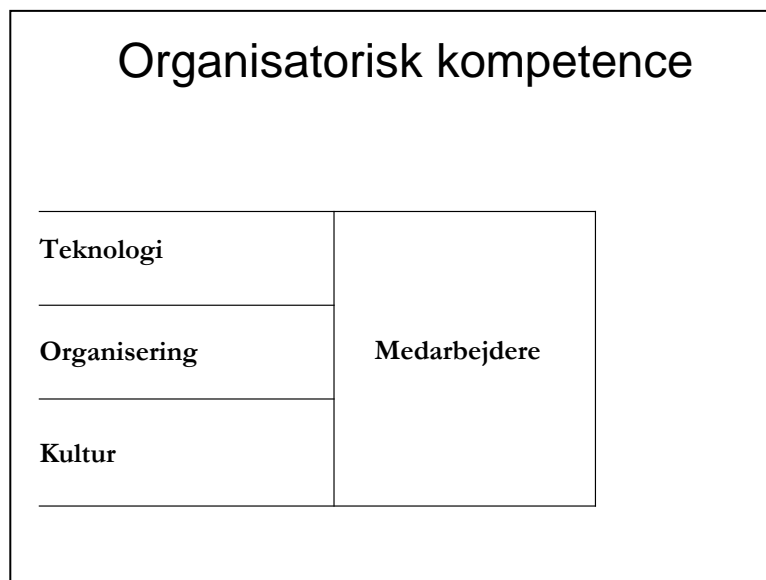 Organisatorisk kompetence
Teknologi
Organisering
Medarbejdere
Kultur